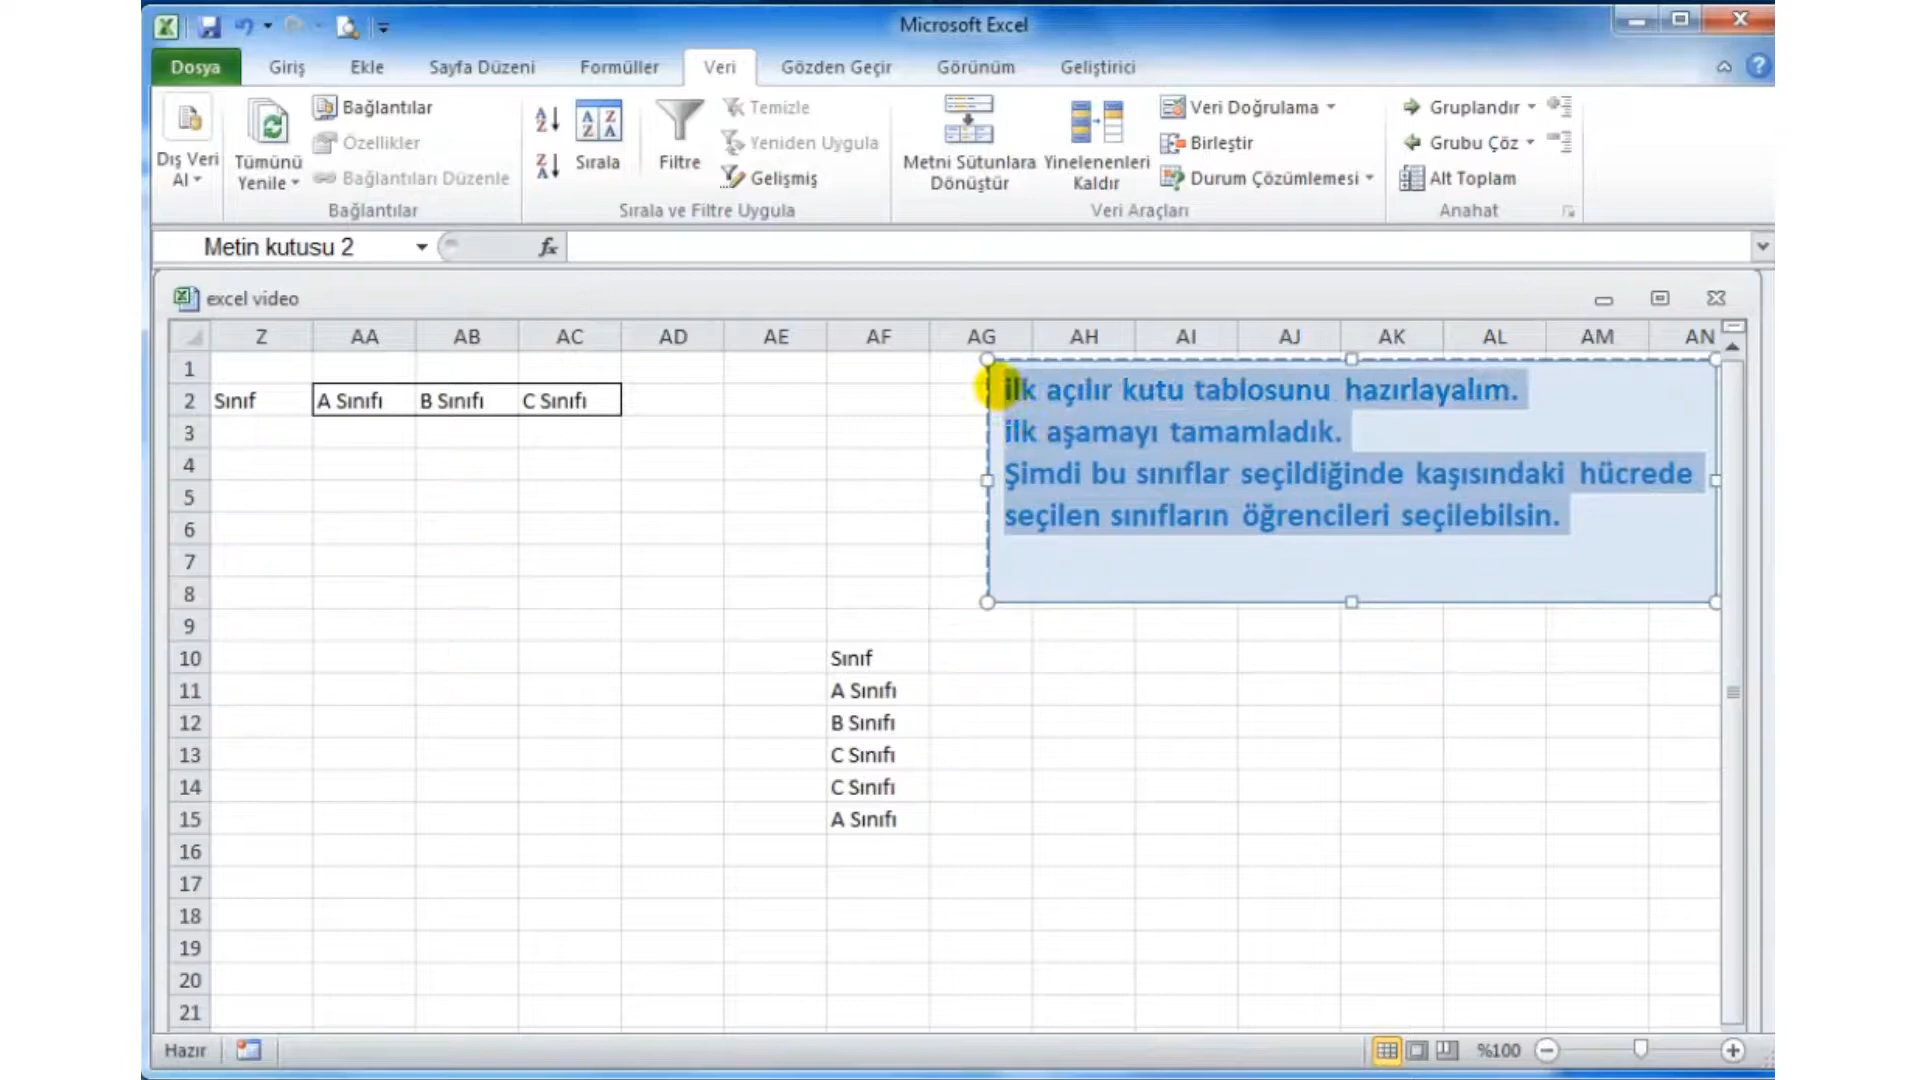 Microsoft Excel
Dosya Giriş Ekle Sayfa Düzeni Formüller Veri Gözden Geçir Görünüm Geliştirici
Dış Veri Al
Tümünü Yenile
Bağlantılar
Özellikler
Bağlantıları Düzenle
Bağlantılar
Sırala
Filtre
Temizle
Yeniden Uygula
Gelişmiş
Sırala ve Filtre Uygula
Metni Sütunlara Dönüştür
Yinelenenleri Kaldır
Veri Doğrulama
Birleştir
Durum Çözümlemesi
Veri Araçları
Gruplandır
Grubu Çöz
Alt Toplam
Anahat
Metin kutusu 2 fx
excel video
Z AA AB AC AD AE AF AG AH AI AJ AK AL AM AN
1
2 Sınıf A Sınıfı B Sınıfı C Sınıfı
3
4
5
6
7
8
9
10 Sınıf
11 A Sınıfı
12 B Sınıfı
13 C Sınıfı
14 C Sınıfı
15 A Sınıfı
16
17
18
19
20
21
ilk açılır kutu tablosunu hazırlayalım.
ilk aşamayı tamamladık.
Şimdi bu sınıflar seçildiğinde kaşısındaki hücrede
seçilen sınıfların öğrencileri seçilebilsin.
Hazır %100